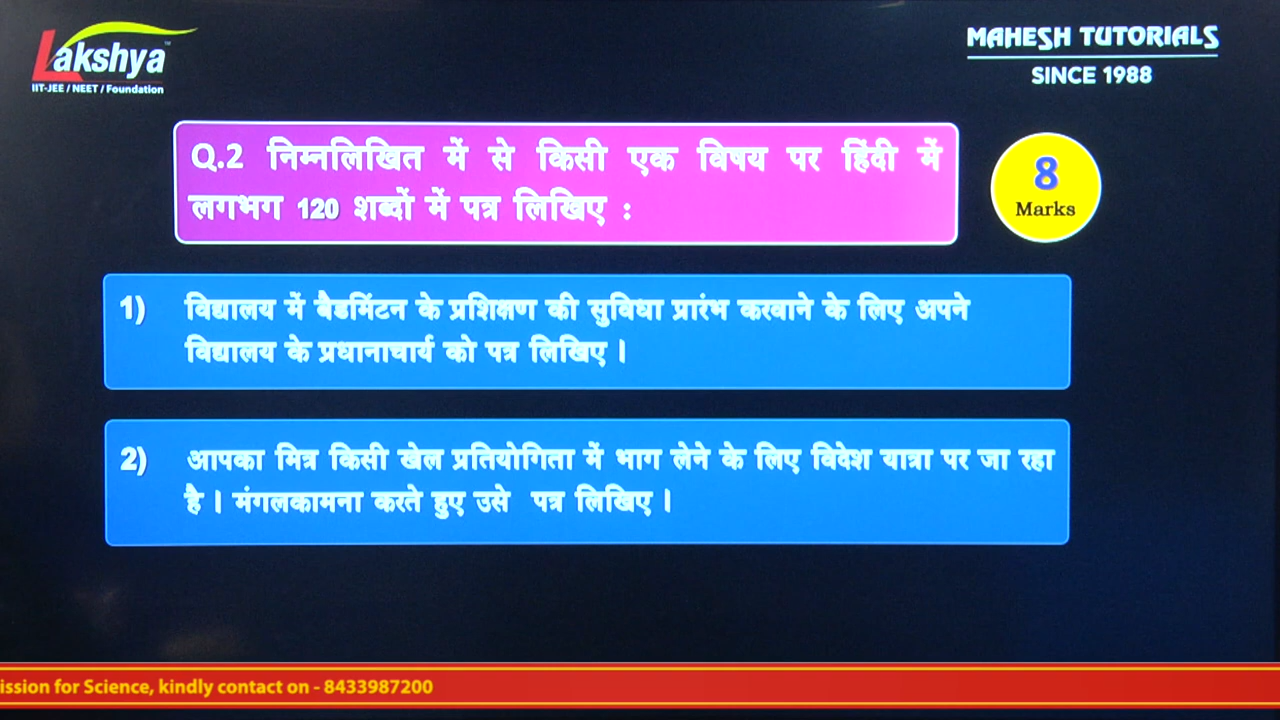 Lakshya
IIT-JEE / NEET / Foundation
MAHESH TUTORIALS
SINCE 1988
Q.2 निम्नलिखित में से किसी एक विषय पर हिंदी में
लगभग 120 शब्दों में पत्र लिखिए :
8
Marks
1) विद्यालय में बैडमिंटन के प्रशिक्षण की सुविधा प्रारंभ करवाने के लिए अपने
विद्यालय के प्रधानाचार्य को पत्र लिखिए ।
2) आपका मित्र किसी खेल प्रतियोगिता में भाग लेने के लिए विदेश यात्रा पर जा रहा
है । मंगलकामना करते हुए उसे पत्र लिखिए ।
ission for Science, kindly contact on - 8433987200